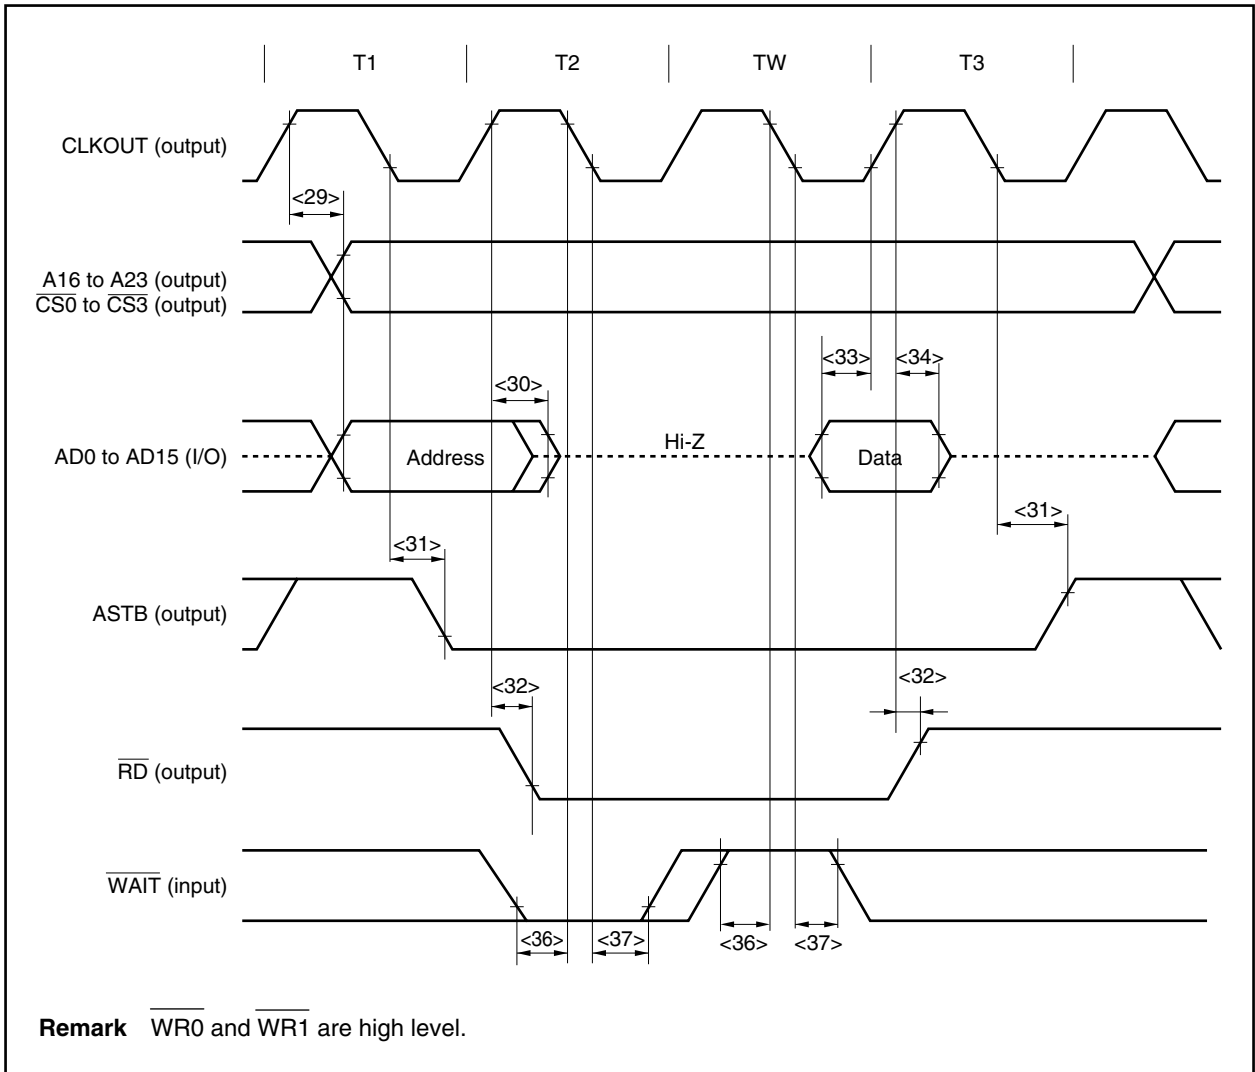 T1 T2 TW T3
CLKOUT (output)
<29>
A16 to A23 (output)
CS0 to CS3 (output)
<33> <34>
<30>
Hi-Z
AD0 to AD15 (I/O) Address Data
<31>
<31>
ASTB (output)
<32>
<32>
RD (output)
WAIT (input)
<36> <37> <36> <37>
Remark WR0 and WR1 are high level.